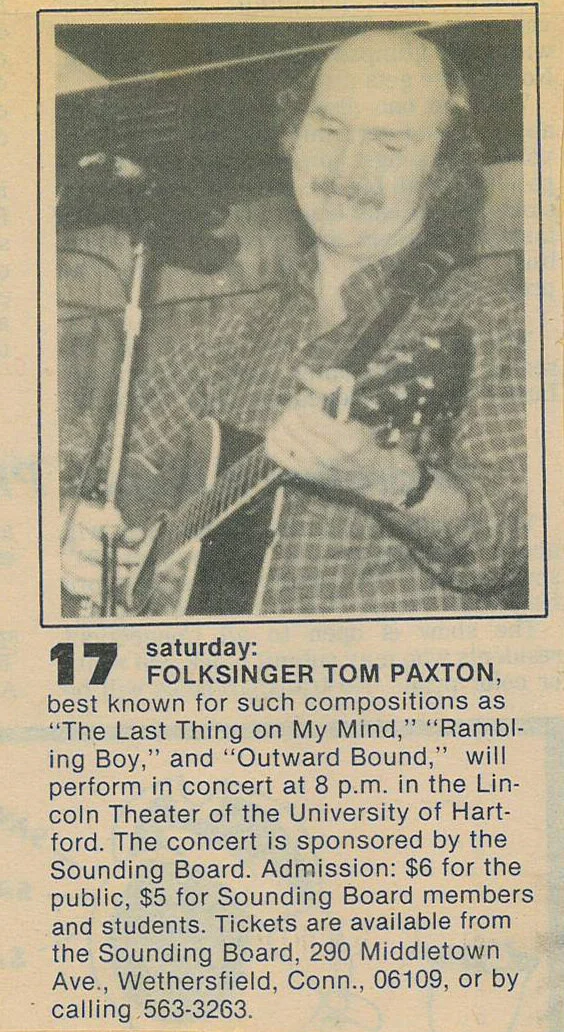 17 saturday:
FOLKSINGER TOM PAXTON,
best known for such compositions as
"The Last Thing on My Mind," "Rambl-
ing Boy," and "Outward Bound," will
perform in concert at 8 p.m. in the Lin-
coln Theater of the University of Hart-
ford. The concert is sponsored by the
Sounding Board. Admission: $6 for the
public, $5 for Sounding Board members
and students. Tickets are available from
the Sounding Board, 290 Middletown
Ave., Wethersfield, Conn., 06109, or by
calling 563-3263.